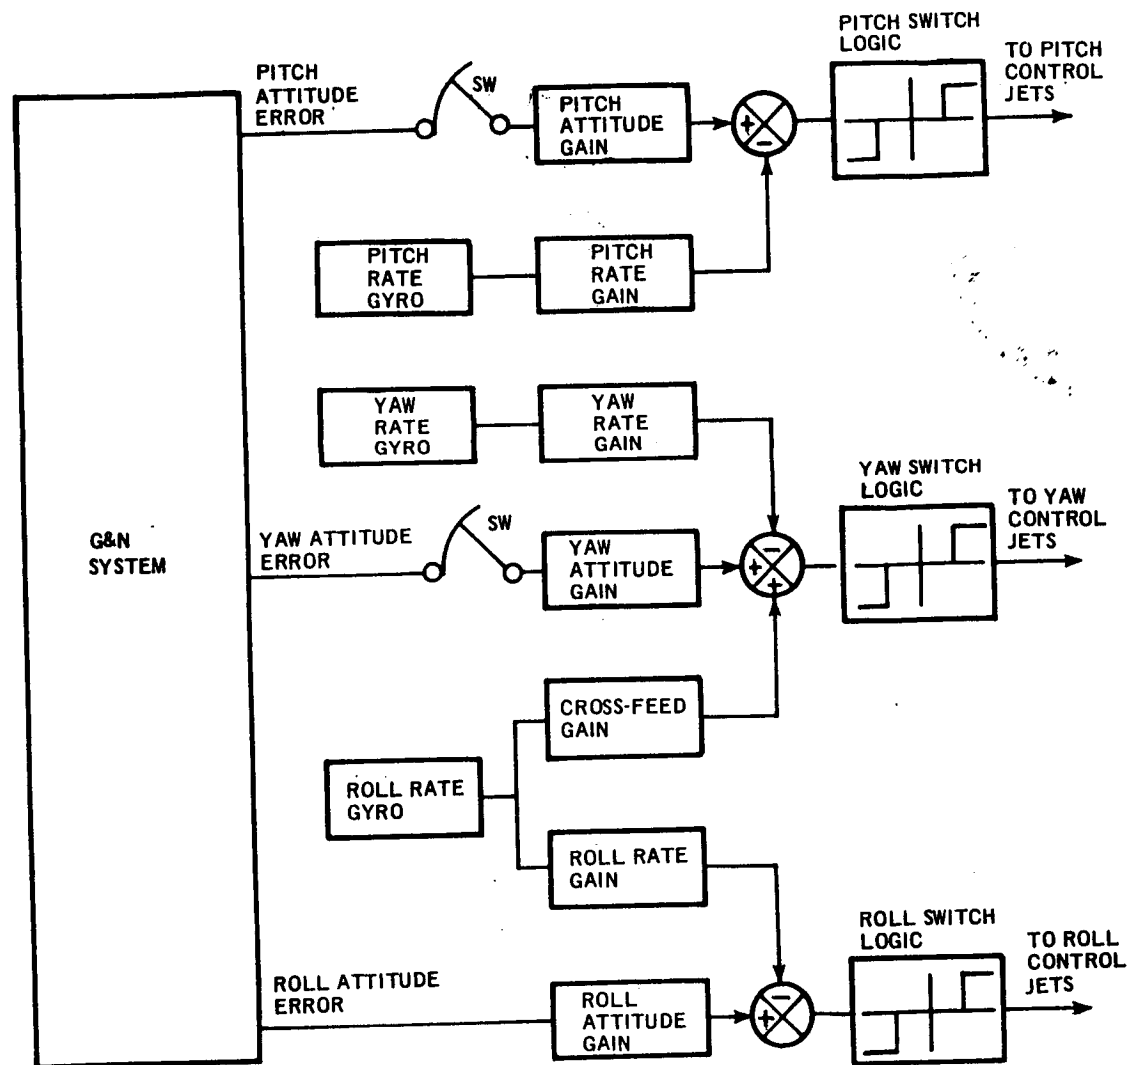 PITCH SWITCH
LOGIC
TO PITCH
CONTROL
JETS
PITCH
ATTITUDE
ERROR
SW
PITCH
ATTITUDE
GAIN
+
−
PITCH
RATE
GYRO
PITCH
RATE
GAIN
YAW
RATE
GYRO
YAW
RATE
GAIN
YAW SWITCH
LOGIC
TO YAW
CONTROL
JETS
G&N
SYSTEM
YAW ATTITUDE
ERROR
SW
YAW
ATTITUDE
GAIN
−
+
+
CROSS-FEED
GAIN
ROLL RATE
GYRO
ROLL RATE
GAIN
ROLL SWITCH
LOGIC
TO ROLL
CONTROL
JETS
ROLL ATTITUDE
ERROR
ROLL
ATTITUDE
GAIN
−
+